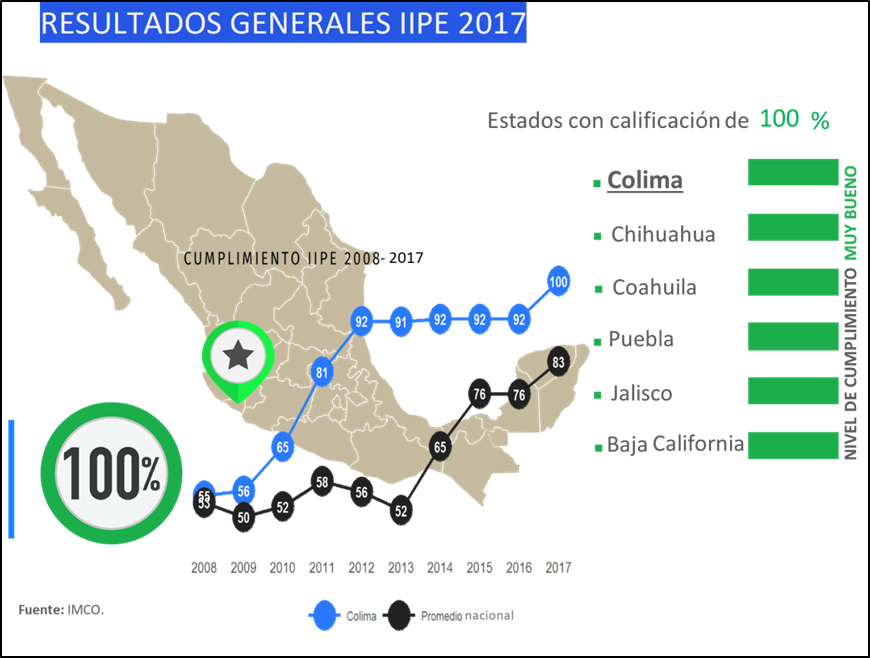 RESULTADOS GENERALES IIPE 2017
Estados con calificación de 100 %
Colima
Chihuahua
Coahuila
Puebla
Jalisco
Baja California
NIVEL DE CUMPLIMIENTO MUY BUENO
CUMPLIMIENTO IIPE 2008- 2017
100%
55 56 65 81 92 91 92 92 92 100
53 50 52 58 56 52 65 76 76 83
2008 2009 2010 2011 2012 2013 2014 2015 2016 2017
Fuente: IMCO.
Colima Promedio nacional